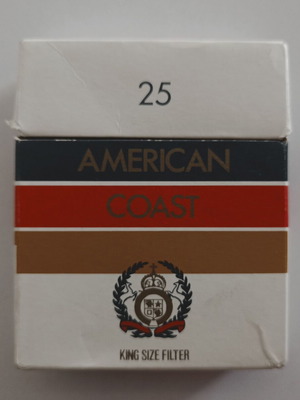 25
AMERICAN
COAST
KING SIZE FILTER